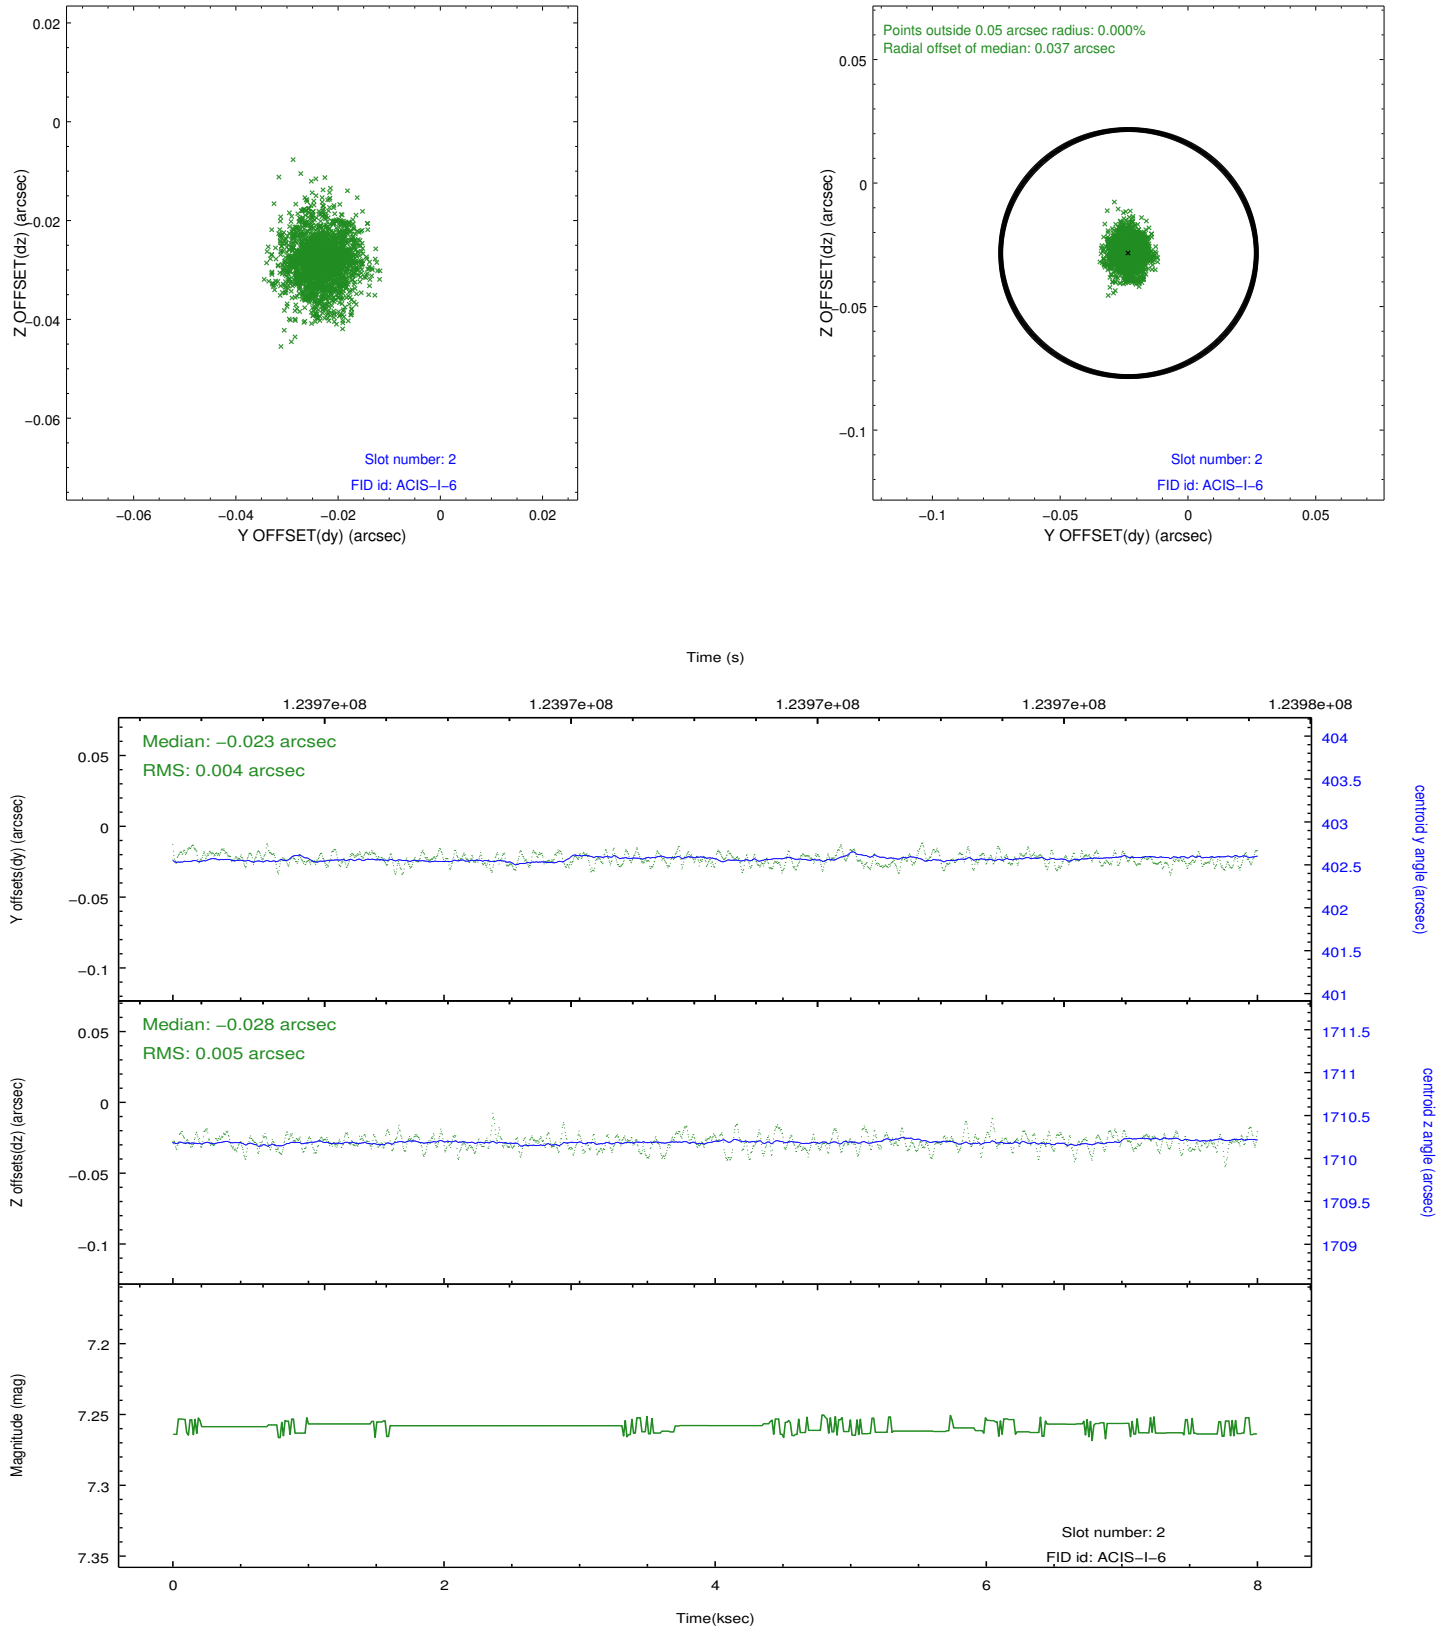 0.02
0
−0.02
−0.04
−0.06
Z OFFSET(dz) (arcsec)
Slot number: 2
FID id: ACIS−I−6
−0.06
−0.04
−0.02
0
0.02
Y OFFSET(dy) (arcsec)
Points outside 0.05 arcsec radius: 0.000%
Radial offset of median: 0.037 arcsec
0.05
0
−0.05
−0.1
Z OFFSET(dz) (arcsec)
Slot number: 2
FID id: ACIS−I−6
−0.1
−0.05
0
0.05
Y OFFSET(dy) (arcsec)
Time (s)
1.2397e+08
1.2397e+08
1.2397e+08
1.2397e+08
1.2398e+08
Median: −0.023 arcsec
RMS: 0.004 arcsec
0.05
0
−0.05
−0.1
Y offsets(dy) (arcsec)
404
403.5
403
402.5
402
401.5
401
centroid y angle (arcsec)
Median: −0.028 arcsec
RMS: 0.005 arcsec
0.05
0
−0.05
−0.1
Z offsets(dz) (arcsec)
1711.5
1711
1710.5
1710
1709.5
1709
centroid z angle (arcsec)
7.2
7.25
7.3
7.35
Magnitude (mag)
Slot number: 2
FID id: ACIS−I−6
0
2
4
6
8
Time(ksec)